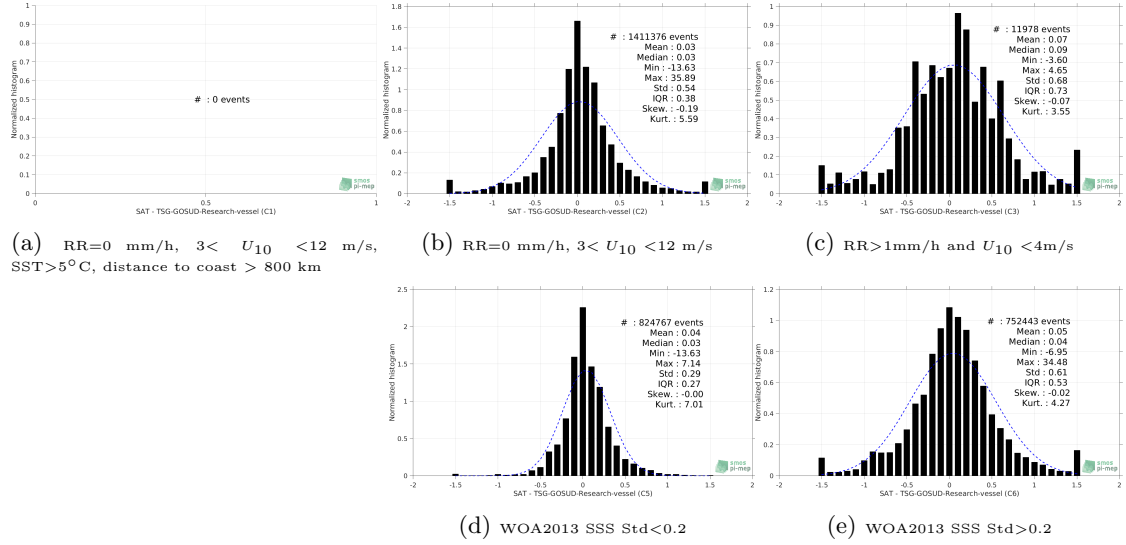 Normalized histogram
1
0.9
0.8
0.7
0.6
0.5
0.4
0.3
0.2
0.1
0
# : 0 events
0 0.5 1
SAT - TSG-GOSUD-Research-vessel (C1)
smos
pi-mep
(a) RR=0 mm/h, 3< U10 <12 m/s,
SST>5°C, distance to coast > 800 km
Normalized histogram
1.8
1.6
1.4
1.2
1
0.8
0.6
0.4
0.2
0
# : 1411376 events
Mean : 0.03
Median : 0.03
Min : -13.63
Max : 35.89
Std : 0.54
IQR : 0.38
Skew. : -0.19
Kurt. : 5.59
-2 -1.5 -1 -0.5 0 0.5 1 1.5 2
SAT - TSG-GOSUD-Research-vessel (C2)
smos
pi-mep
(b) RR=0 mm/h, 3< U10 <12 m/s
Normalized histogram
1
0.9
0.8
0.7
0.6
0.5
0.4
0.3
0.2
0.1
0
# : 11978 events
Mean : 0.07
Median : 0.09
Min : -3.60
Max : 4.65
Std : 0.68
IQR : 0.73
Skew. : -0.07
Kurt. : 3.55
-2 -1.5 -1 -0.5 0 0.5 1 1.5 2
SAT - TSG-GOSUD-Research-vessel (C3)
smos
pi-mep
(c) RR>1mm/h and U10 <4m/s
Normalized histogram
2.5
2
1.5
1
0.5
0
# : 824767 events
Mean : 0.04
Median : 0.03
Min : -13.63
Max : 7.14
Std : 0.29
IQR : 0.27
Skew. : -0.00
Kurt. : 7.01
-2 -1.5 -1 -0.5 0 0.5 1 1.5 2
SAT - TSG-GOSUD-Research-vessel (C5)
smos
pi-mep
(d) WOA2013 SSS Std<0.2
Normalized histogram
1.2
1
0.8
0.6
0.4
0.2
0
# : 752443 events
Mean : 0.05
Median : 0.04
Min : -6.95
Max : 34.48
Std : 0.61
IQR : 0.53
Skew. : -0.02
Kurt. : 4.27
-2 -1.5 -1 -0.5 0 0.5 1 1.5 2
SAT - TSG-GOSUD-Research-vessel (C6)
smos
pi-mep
(e) WOA2013 SSS Std>0.2